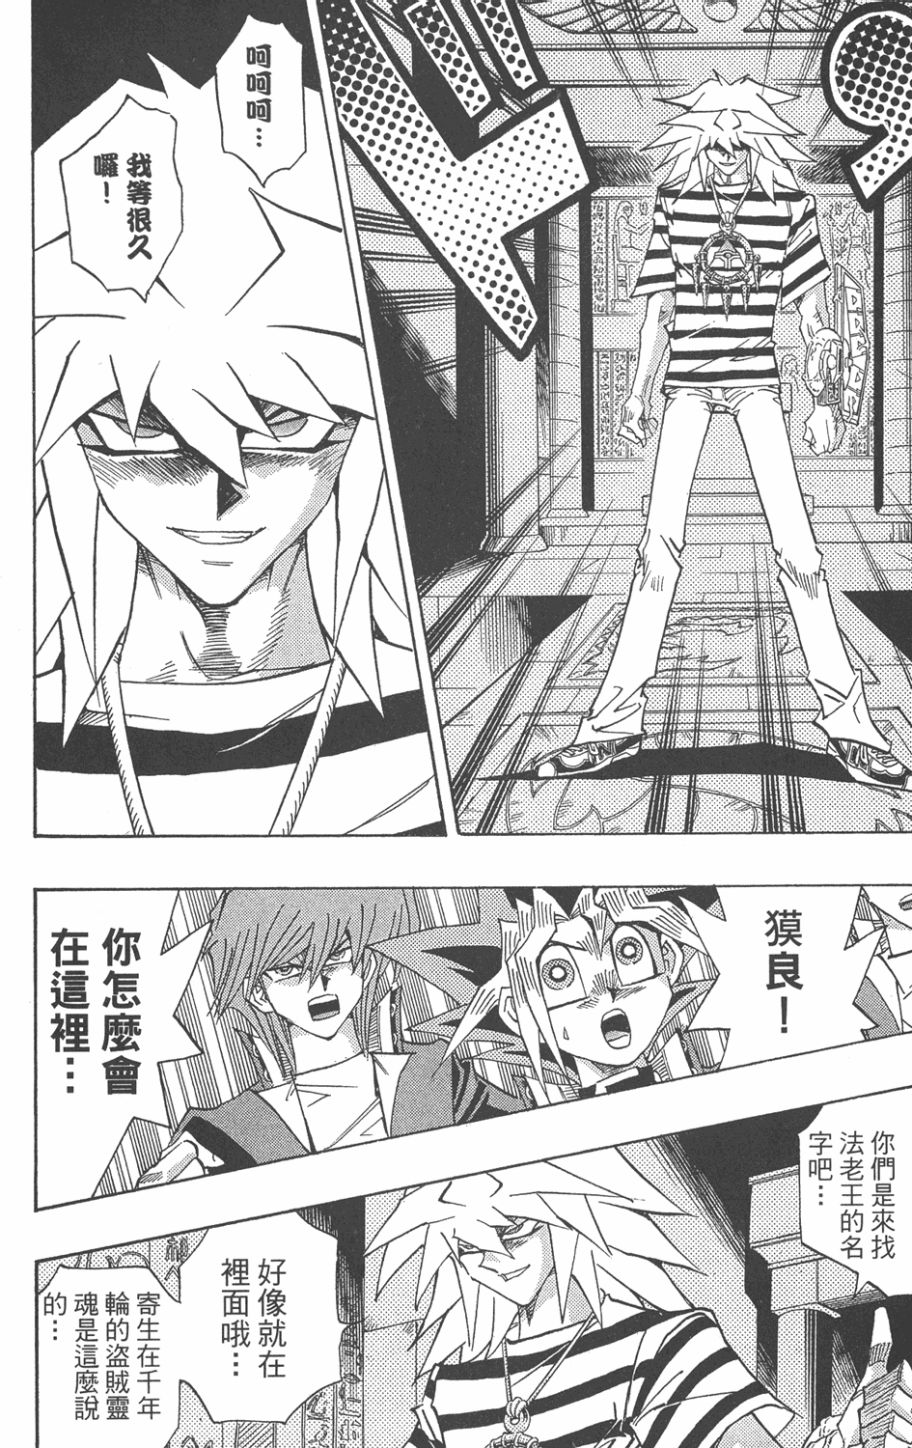 呵呵呵…
我等很久
囉！
獏良！
你怎麼會
在這裡…
你們是來找
法老王的名
字吧…
好像就在
裡面哦…
寄生在千年
輪的盜賊靈
魂是這麼說
的…